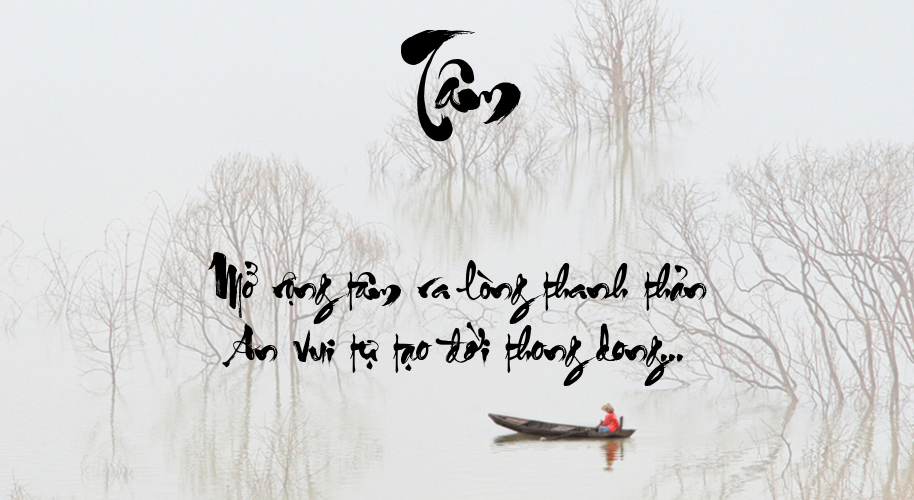 Tâm
Mở rộng tâm ra lòng thanh thản
An vui tự tạo đời thong dong...